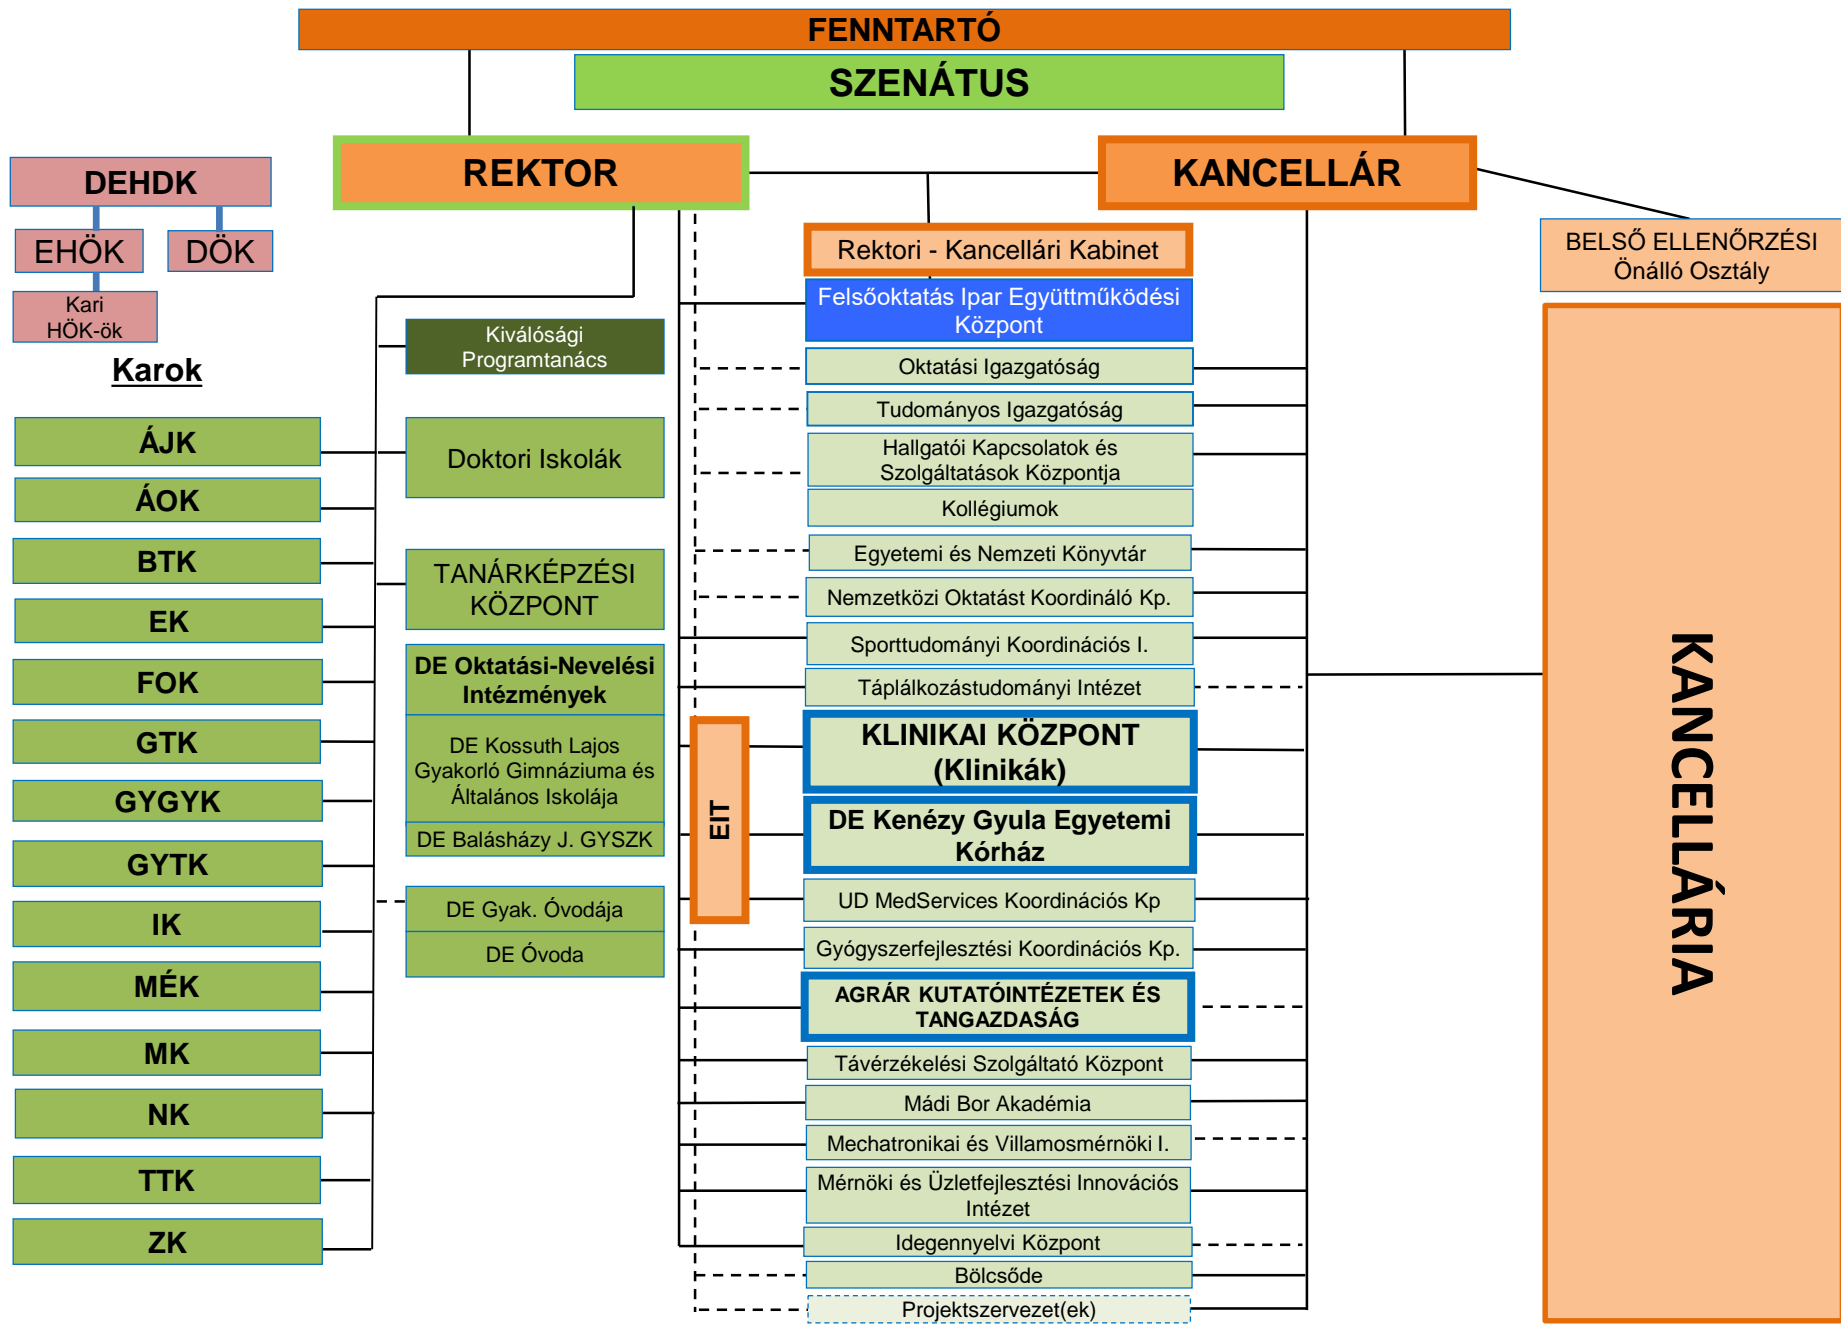 FENNTARTÓ
SZENÁTUS
REKTOR
KANCELLÁR
DEHDK
EHÖK
DÖK
Kari
HÖK-ök
Karok
ÁJK
ÁOK
BTK
EK
FOK
GTK
GYGYK
GYTK
IK
MÉK
MK
NK
TTK
ZK
Kiválósági
Programtanács
Doktori Iskolák
TANÁRKÉPZÉSI
KÖZPONT
DE Oktatási-Nevelési
Intézmények
DE Kossuth Lajos
Gyakorló Gimnáziuma és
Általános Iskolája
DE Balásházy J. GYSZK
DE Gyak. Óvodája
DE Óvoda
EIT
Rektori - Kancellári Kabinet
Felsőoktatás Ipar Együttműködési
Központ
Oktatási Igazgatóság
Tudományos Igazgatóság
Hallgatói Kapcsolatok és
Szolgáltatások Központja
Kollégiumok
Egyetemi és Nemzeti Könyvtár
Nemzetközi Oktatást Koordináló Kp.
Sporttudományi Koordinációs I.
Táplálkozástudományi Intézet
KLINIKAI KÖZPONT
(Klinikák)
DE Kenézy Gyula Egyetemi
Kórház
UD MedServices Koordinációs Kp
Gyógyszerfejlesztési Koordinációs Kp.
AGRÁR KUTATÓINTÉZETEK ÉS
TANGAZDASÁG
Távérzékelési Szolgáltató Központ
Mádi Bor Akadémia
Mechatronikai és Villamosmérnöki I.
Mérnöki és Üzletfejlesztési Innovációs
Intézet
Idegennyelvi Központ
Bölcsőde
Projektszervezet(ek)
BELSŐ ELLENŐRZÉSI
Önálló Osztály
KANCELLÁRIA